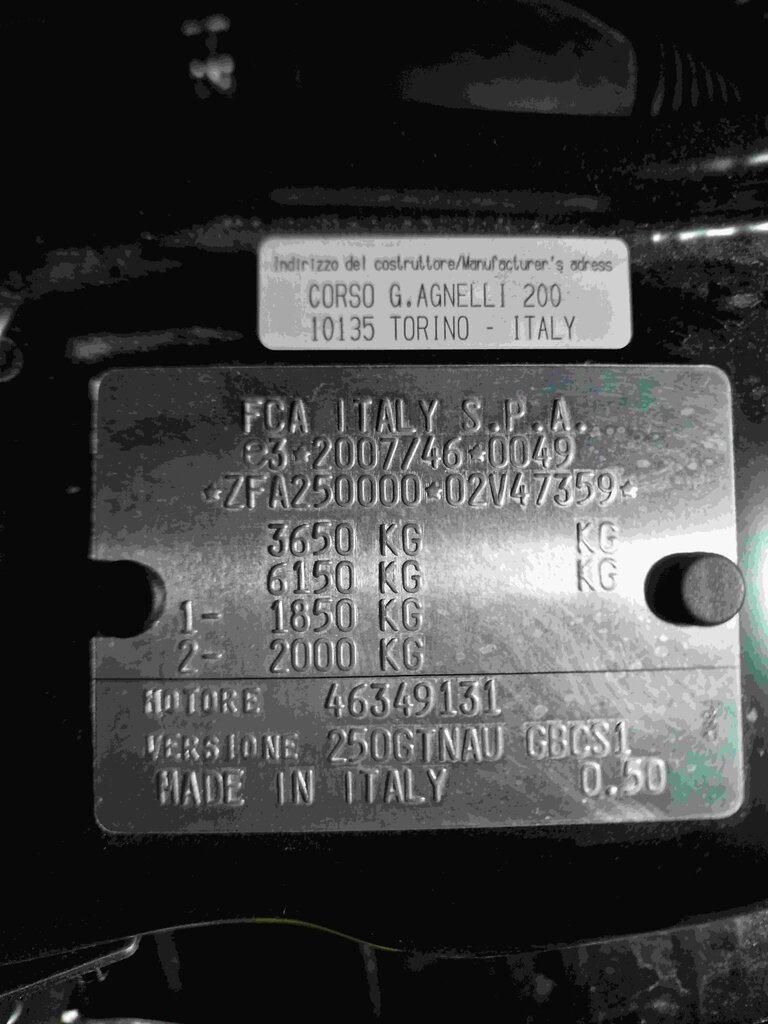 Indirizzo del costruttore/Manufacturer's adress
CORSO G.AGNELLI 200
10135 TORINO - ITALY
FCA ITALY S.P.A.
e3*2007/46*0049
*ZFA250000*02V47359*
3650 KG KG
6150 KG KG
1- 1850 KG
2- 2000 KG
MOTORE 46349131
VERSIONE 250GTNAU GBCS1
MADE IN ITALY 0.50